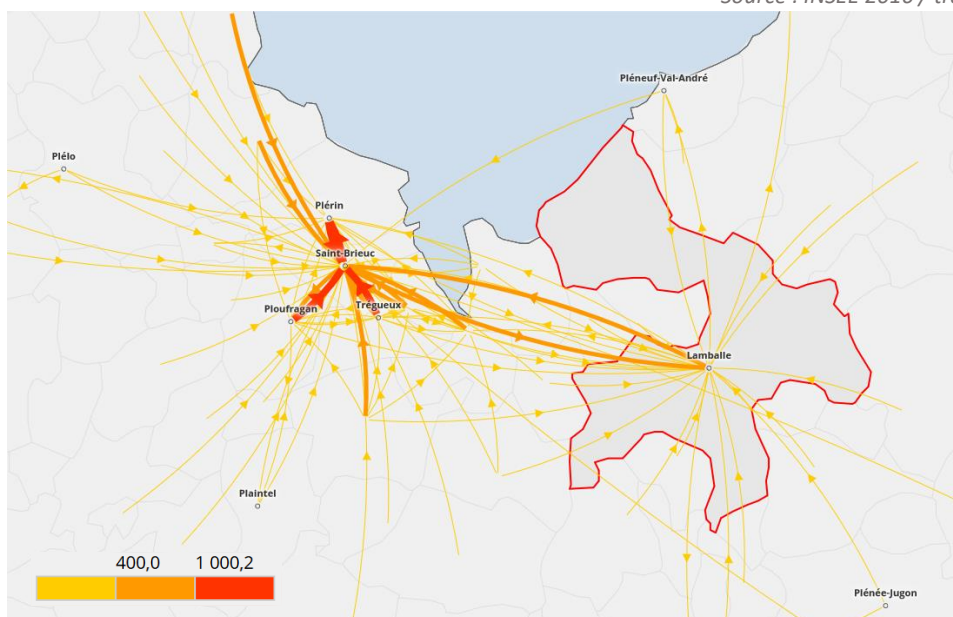 Source : INSEE 2016 /
Pléneuf-Val-André
Plélo
Plérin
Saint-Brieuc
Ploufragan
Trégueux
Lamballe
Plaintel
400,0 1 000,2
Plénée-Jugon